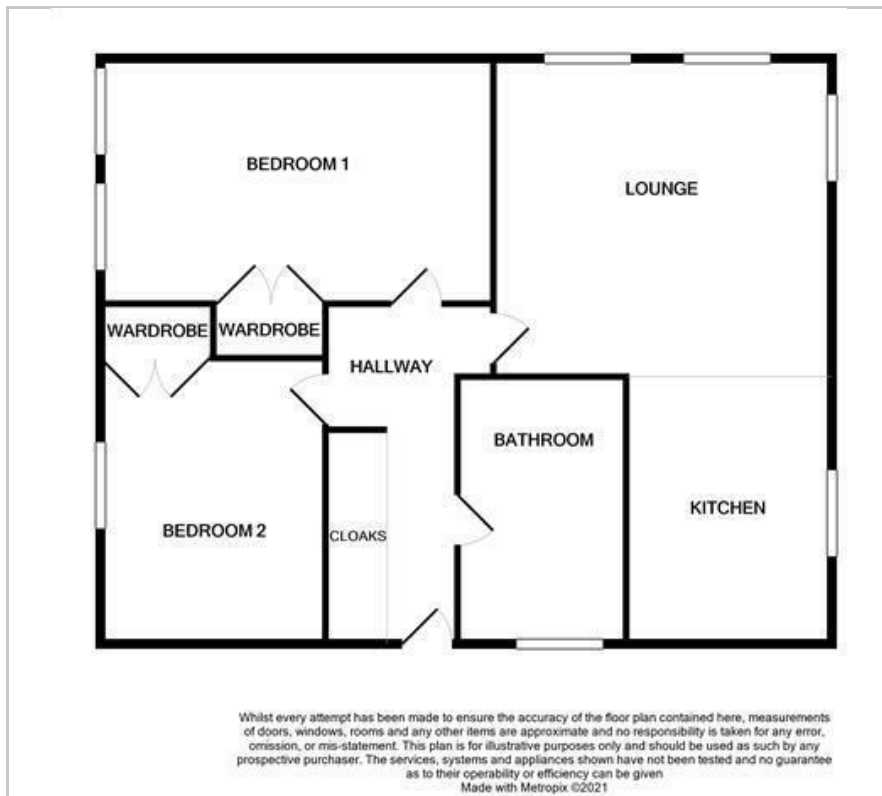 BEDROOM 1
LOUNGE
WARDROBE
WARDROBE
HALLWAY
BATHROOM
KITCHEN
BEDROOM 2
CLOAKS
Whilst every attempt has been made to ensure the accuracy of the floor plan contained here, measurements
of doors, windows, rooms and any other items are approximate and no responsibility is taken for any error,
omission, or mis-statement. This plan is for illustrative purposes only and should be used as such by any
prospective purchaser. The services, systems and appliances shown have not been tested and no guarantee
as to their operability or efficiency can be given
Made with Metropix ©2021